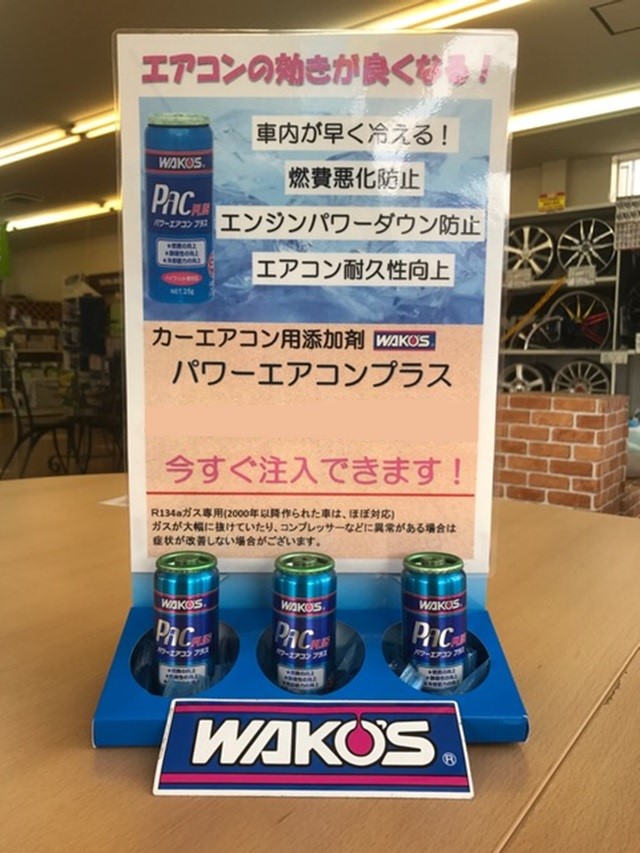 エアコンの効きが良くなる！
WAKO'S®
PAC PLUS
パワーエアコン プラス
NET.25g
車内が早く冷える！
燃費悪化防止
エンジンパワーダウン防止
エアコン耐久性向上
カーエアコン用添加剤 WAKO'S®
パワーエアコンプラス
今すぐ注入できます！
R134aガス専用(2000年以降作られた車は、ほぼ対応)
ガスが大幅に抜けていたり、コンプレッサーなどに異常がある場合は
症状が改善しない場合がございます。
WAKO'S®
PAC PLUS
パワーエアコン プラス
WAKO'S®
PAC PLUS
パワーエアコン プラス
WAKO'S®
PAC PLUS
パワーエアコン プラス
WAKO'S®